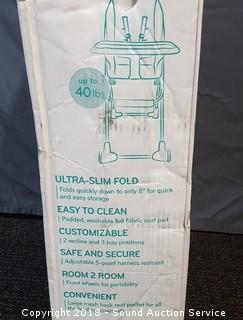 up to
40 lbs
ULTRA-SLIM FOLD
Folds quickly down to only 8" for quick
and easy storage
EASY TO CLEAN
Padded, washable full fabric seat pad
CUSTOMIZABLE
2 recline and 3 tray positions
SAFE AND SECURE
Adjustable 5-point harness restraint
ROOM 2 ROOM
Front wheels for portability
CONVENIENT
Large mesh back seat pocket for all
Copyright 2018 - Sound Auction Service